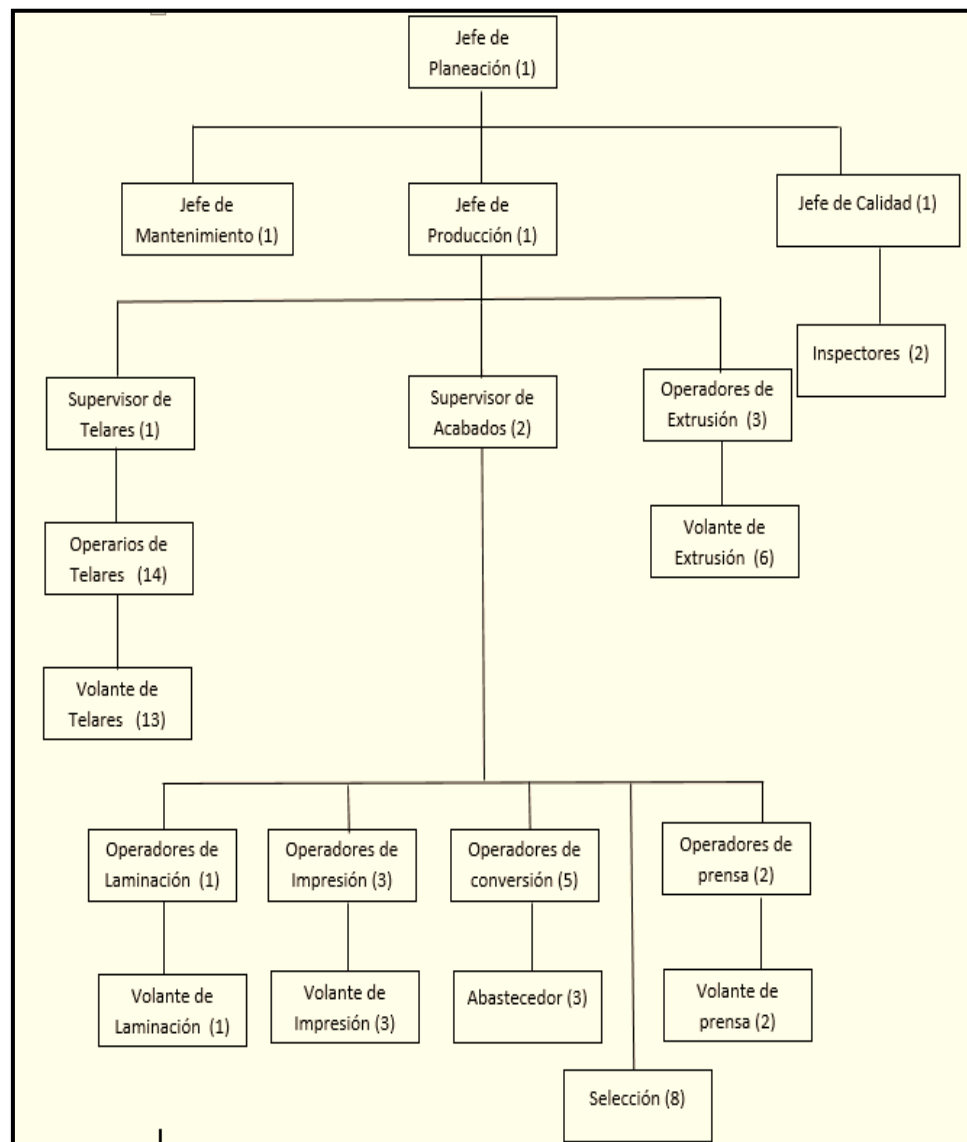 Jefe de
Planeación (1)
Jefe de
Mantenimiento (1)
Jefe de
Producción (1)
Jefe de Calidad (1)
Inspectores (2)
Supervisor de
Telares (1)
Supervisor de
Acabados (2)
Operadores de
Extrusión (3)
Operarios de
Telares (14)
Volante de
Extrusión (6)
Volante de
Telares (13)
Operadores de
Laminación (1)
Operadores de
Impresión (3)
Operadores de
conversión (5)
Operadores de
prensa (2)
Volante de
Laminación (1)
Volante de
Impresión (3)
Abastecedor (3)
Volante de
prensa (2)
Selección (8)